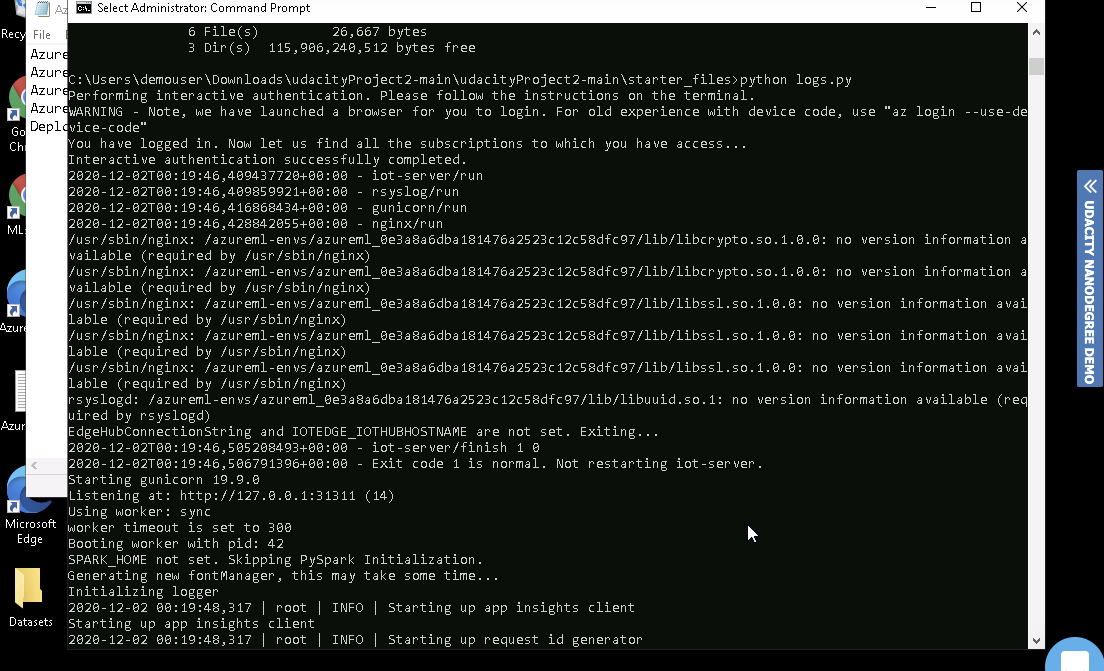 Select Administrator: Command Prompt
6 File(s) 26,667 bytes
3 Dir(s) 115,906,240,512 bytes free
C:\Users\demouser\Downloads\udacityProject2-main\udacityProject2-main\starter_files>python logs.py
Performing interactive authentication. Please follow the instructions on the terminal.
WARNING - Note, we have launched a browser for you to login. For old experience with device code, use "az login --use-de
vice-code"
You have logged in. Now let us find all the subscriptions to which you have access...
Interactive authentication successfully completed.
2020-12-02T00:19:46,409437720+00:00 - iot-server/run
2020-12-02T00:19:46,409859921+00:00 - rsyslog/run
2020-12-02T00:19:46,416868434+00:00 - gunicorn/run
2020-12-02T00:19:46,428842055+00:00 - nginx/run
/usr/sbin/nginx: /azureml-envs/azureml_0e3a8a6dba181476a2523c12c58dfc97/lib/libcrypto.so.1.0.0: no version information a
vailable (required by /usr/sbin/nginx)
/usr/sbin/nginx: /azureml-envs/azureml_0e3a8a6dba181476a2523c12c58dfc97/lib/libcrypto.so.1.0.0: no version information a
vailable (required by /usr/sbin/nginx)
/usr/sbin/nginx: /azureml-envs/azureml_0e3a8a6dba181476a2523c12c58dfc97/lib/libssl.so.1.0.0: no version information avai
lable (required by /usr/sbin/nginx)
/usr/sbin/nginx: /azureml-envs/azureml_0e3a8a6dba181476a2523c12c58dfc97/lib/libssl.so.1.0.0: no version information avai
lable (required by /usr/sbin/nginx)
/usr/sbin/nginx: /azureml-envs/azureml_0e3a8a6dba181476a2523c12c58dfc97/lib/libssl.so.1.0.0: no version information avai
lable (required by /usr/sbin/nginx)
rsyslogd: /azureml-envs/azureml_0e3a8a6dba181476a2523c12c58dfc97/lib/libuuid.so.1: no version information available (req
uired by rsyslogd)
EdgeHubConnectionString and IOTEDGE_IOTHUBHOSTNAME are not set. Exiting...
2020-12-02T00:19:46,505208493+00:00 - iot-server/finish 1 0
2020-12-02T00:19:46,506791396+00:00 - Exit code 1 is normal. Not restarting iot-server.
Starting gunicorn 19.9.0
Listening at: http://127.0.0.1:31311 (14)
Using worker: sync
worker timeout is set to 300
Booting worker with pid: 42
SPARK_HOME not set. Skipping PySpark Initialization.
Generating new fontManager, this may take some time...
Initializing logger
2020-12-02 00:19:48,317 | root | INFO | Starting up app insights client
Starting up app insights client
2020-12-02 00:19:48,317 | root | INFO | Starting up request id generator
File
Azure
Azure
Azure
Azure
Microsoft
Edge
Datasets
UDACITY NANODEGREE DEMO